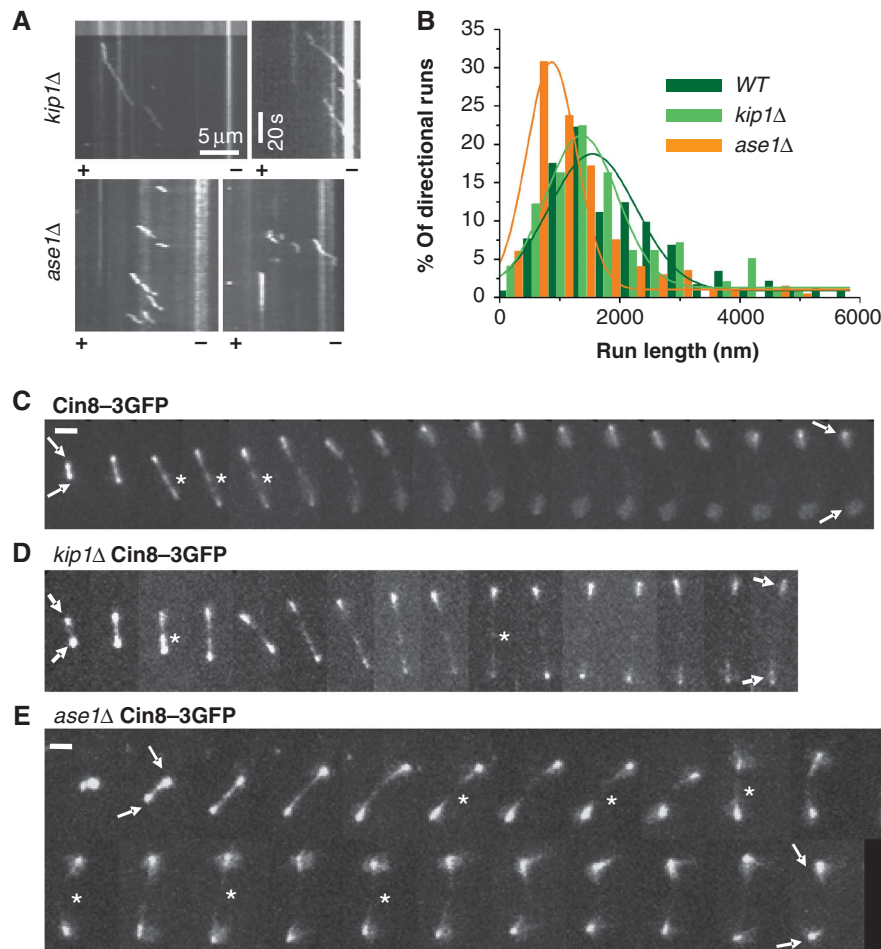 A
kip1Δ
5 μm
20 s
+ − + −
ase1Δ
+ − + −
B
% Of directional runs
35
30
25
20
15
10
5
0
WT
kip1Δ
ase1Δ
0 2000 4000 6000
Run length (nm)
C Cin8–3GFP
* * *
D kip1Δ Cin8–3GFP
* *
E ase1Δ Cin8–3GFP
* * *
* * *